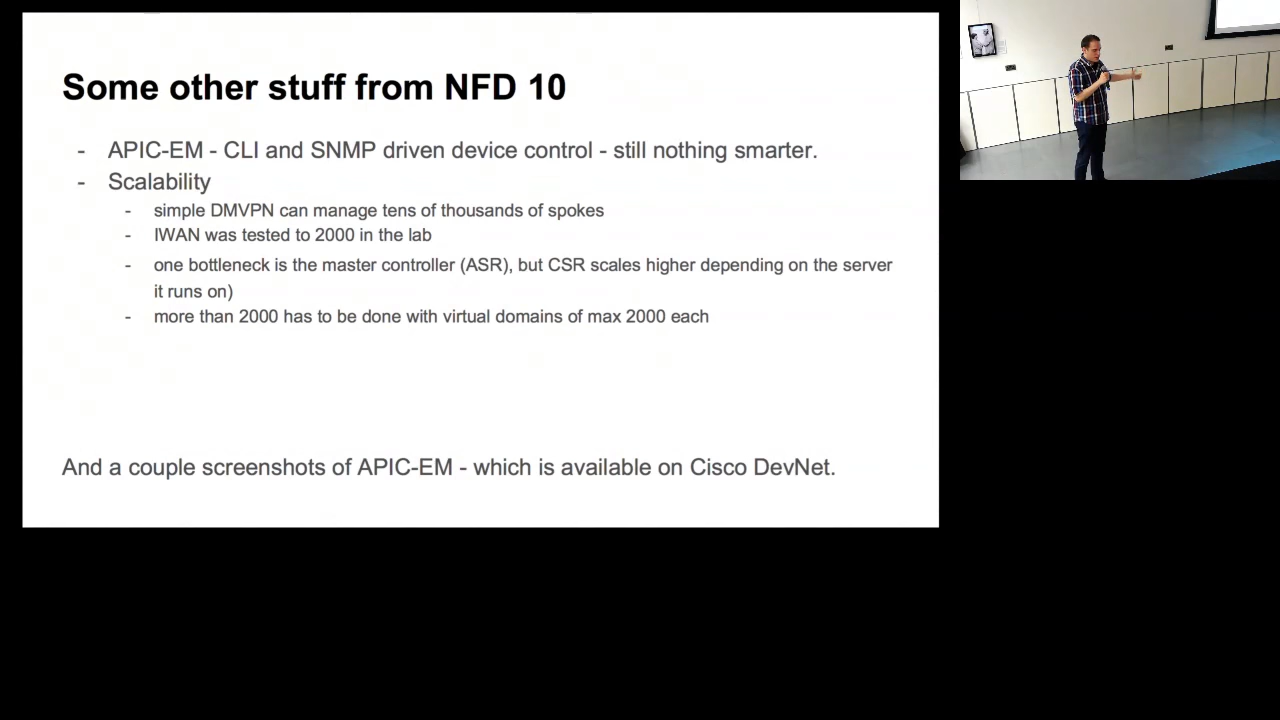 Some other stuff from NFD 10
- APIC-EM - CLI and SNMP driven device control - still nothing smarter.
- Scalability
- simple DMVPN can manage tens of thousands of spokes
- IWAN was tested to 2000 in the lab
- one bottleneck is the master controller (ASR), but CSR scales higher depending on the server
it runs on)
- more than 2000 has to be done with virtual domains of max 2000 each
And a couple screenshots of APIC-EM - which is available on Cisco DevNet.